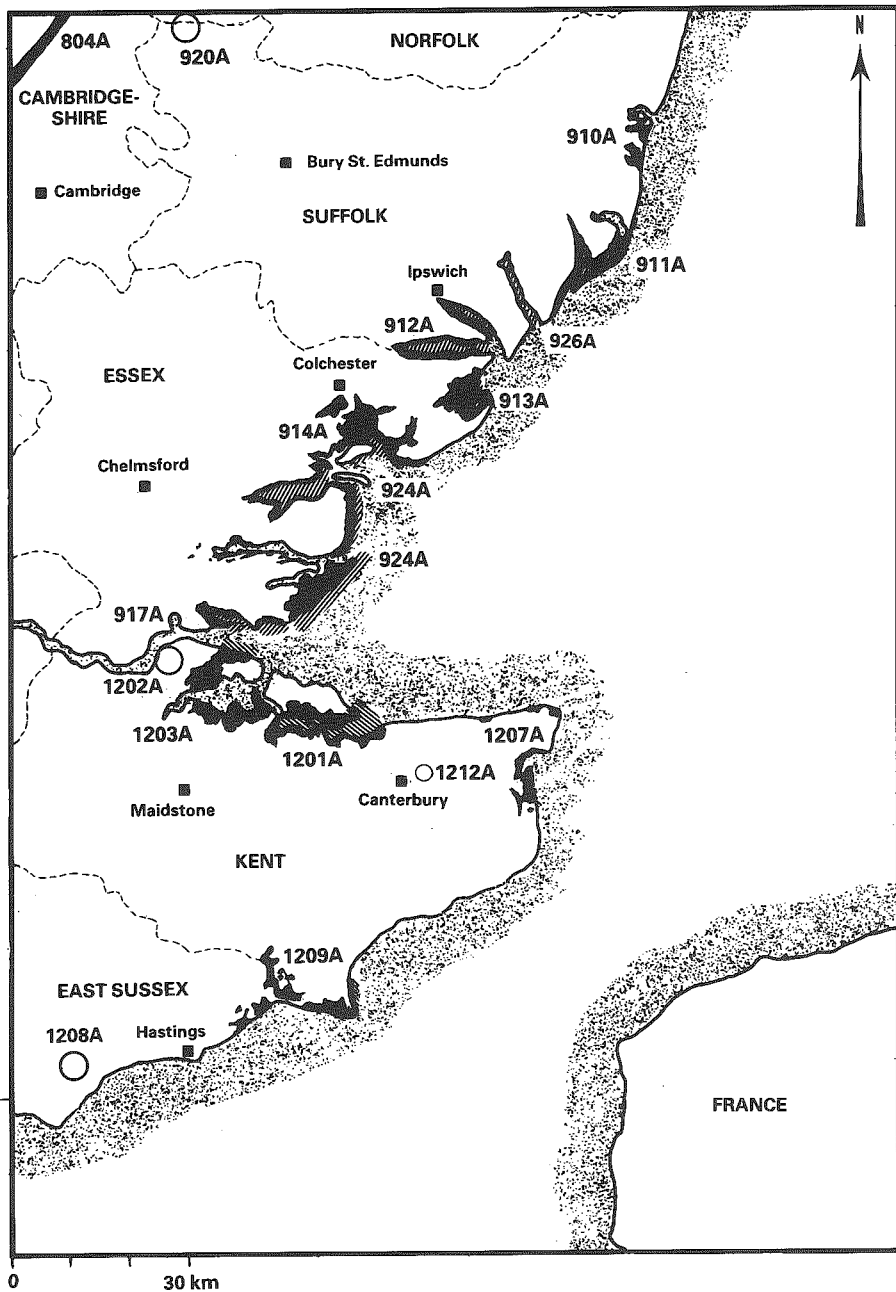 804A
920A
NORFOLK
N
CAMBRIDGE-
SHIRE
910A
Bury St. Edmunds
Cambridge
SUFFOLK
911A
Ipswich
912A
926A
ESSEX
Colchester
913A
914A
Chelmsford
924A
924A
917A
1202A
1203A
1201A
1207A
1212A
Canterbury
Maidstone
KENT
1209A
EAST SUSSEX
Hastings
1208A
FRANCE
0
30 km